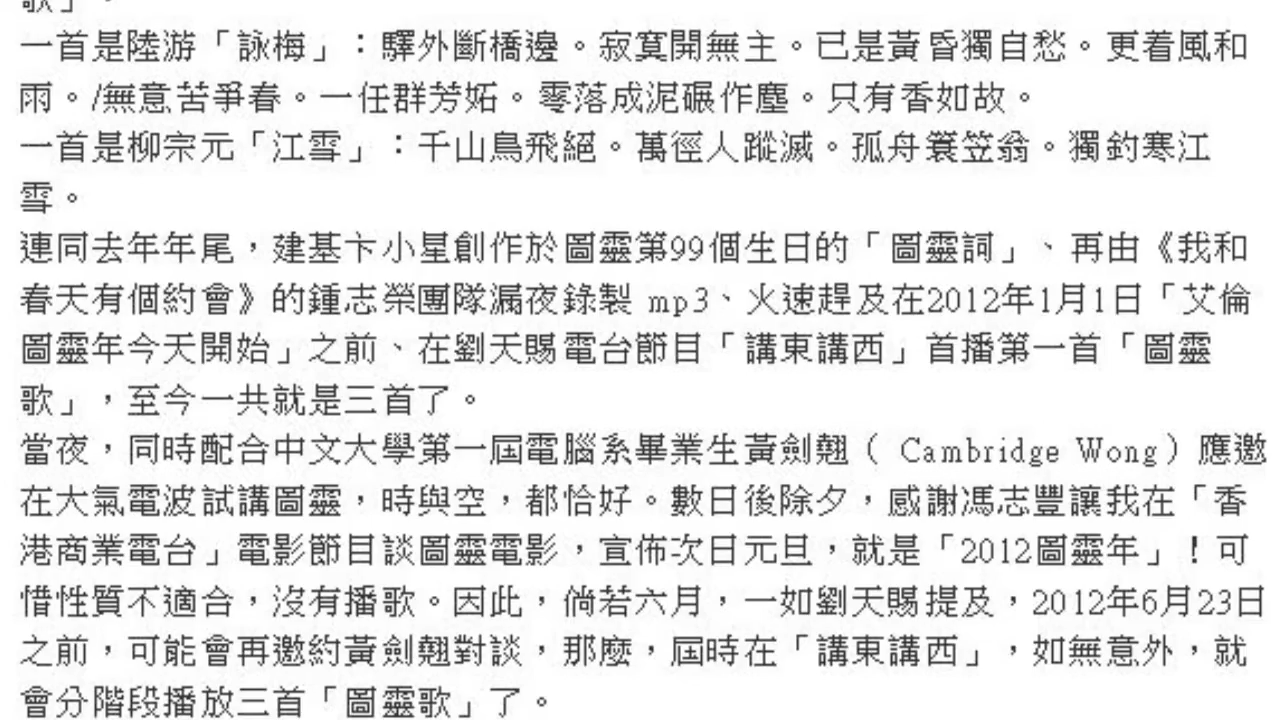 歌」。
一首是陸游「詠梅」：驛外斷橋邊。寂寞開無主。已是黃昏獨自愁。更着風和
雨。/無意苦爭春。一任群芳妬。零落成泥碾作塵。只有香如故。
一首是柳宗元「江雪」：千山鳥飛絕。萬徑人蹤滅。孤舟簑笠翁。獨釣寒江
雪。
連同去年年尾，建基卞小星創作於圖靈第99個生日的「圖靈詞」、再由《我和
春天有個約會》的鍾志榮團隊漏夜錄製 mp3、火速趕及在2012年1月1日「艾倫
圖靈年今天開始」之前、在劉天賜電台節目「講東講西」首播第一首「圖靈
歌」，至今一共就是三首了。
當夜，同時配合中文大學第一屆電腦系畢業生黃劍翹（ Cambridge Wong）應邀
在大氣電波試講圖靈，時與空，都恰好。數日後除夕，感謝馮志豐讓我在「香
港商業電台」電影節目談圖靈電影，宣佈次日元旦，就是「2012圖靈年」！可
惜性質不適合，沒有播歌。因此，倘若六月，一如劉天賜提及，2012年6月23日
之前，可能會再邀約黃劍翹對談，那麼，屆時在「講東講西」，如無意外，就
會分階段播放三首「圖靈歌」了。